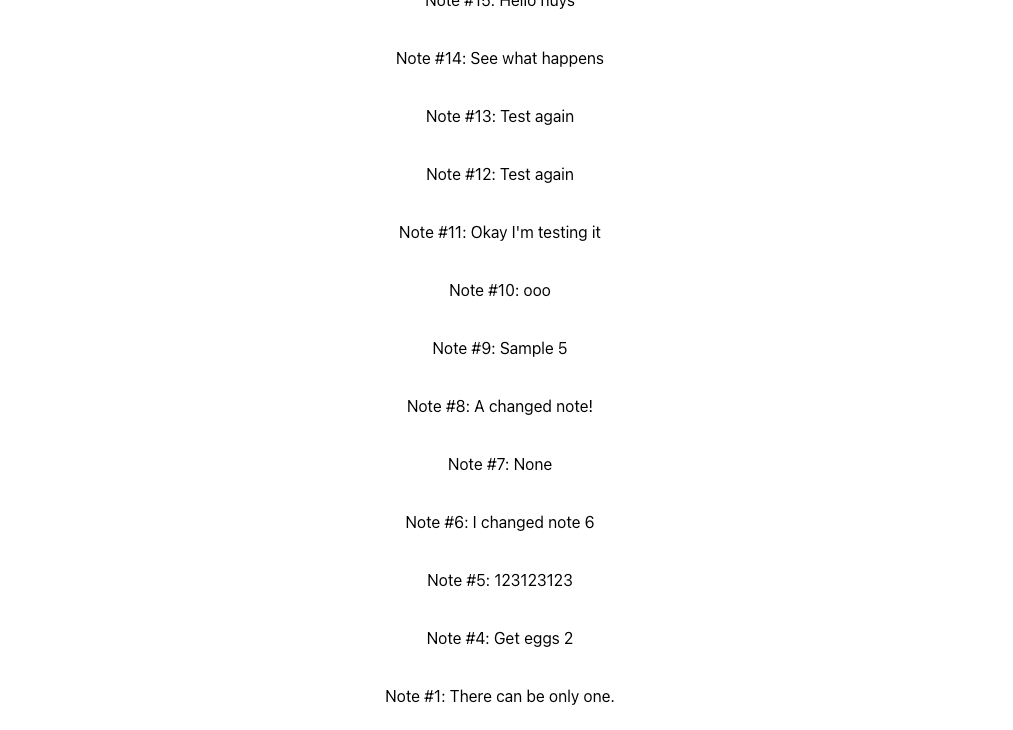 Note #15: Hello huys
Note #14: See what happens
Note #13: Test again
Note #12: Test again
Note #11: Okay I'm testing it
Note #10: ooo
Note #9: Sample 5
Note #8: A changed note!
Note #7: None
Note #6: I changed note 6
Note #5: 123123123
Note #4: Get eggs 2
Note #1: There can be only one.